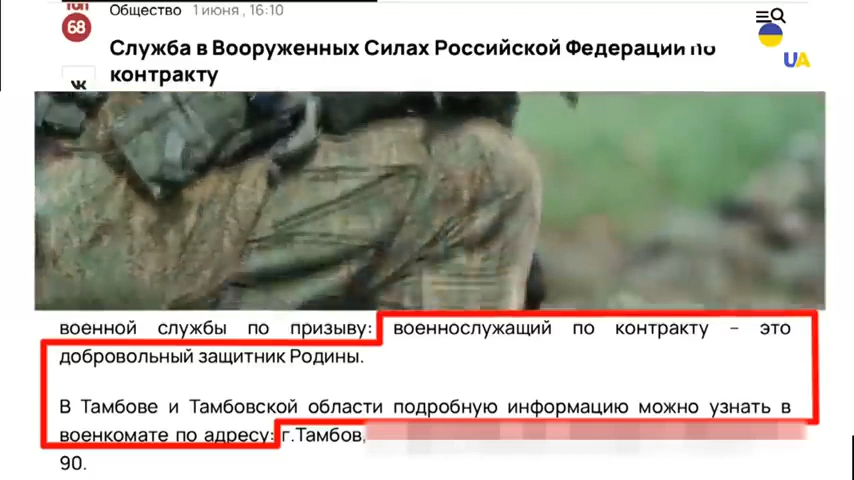 ТОП
68
Общество 1 июня, 16:10
UA
Служба в Вооруженных Силах Российской Федерации по
контракту
военной службы по призыву: военнослужащий по контракту – это
добровольный защитник Родины.
В Тамбове и Тамбовской области подробную информацию можно узнать в
военкомате по адресу: г.Тамбов,
90.